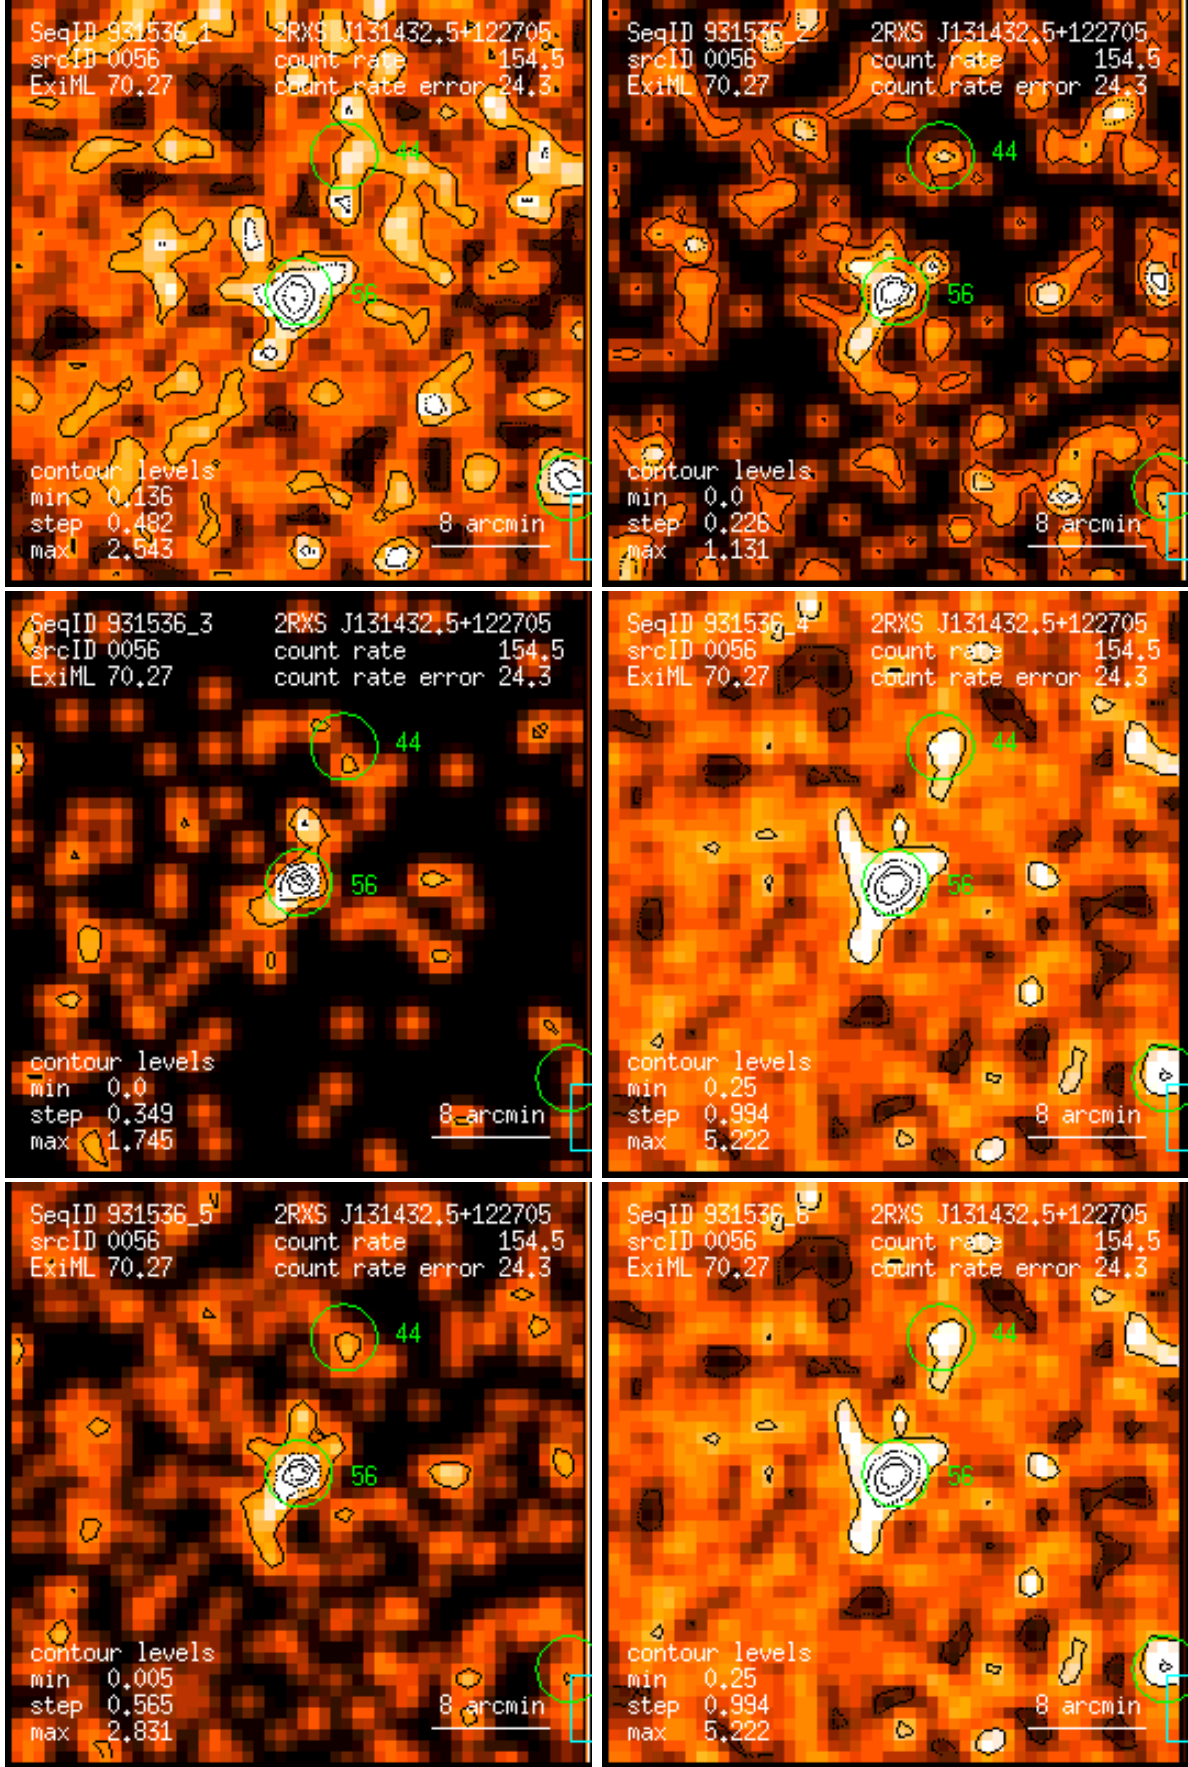 SeqID 931536_1 2RXS J131432.5+122705
srcID 0056 count rate 154.5
ExiML 70.27 count rate error 24.3
44
56
contour levels
min 0.136
step 0.482 8 arcmin
max 2.543
SeqID 931536_2 2RXS J131432.5+122705
srcID 0056 count rate 154.5
ExiML 70.27 count rate error 24.3
44
56
contour levels
min 0.0
step 0.226 8 arcmin
max 1.131
SeqID 931536_3 2RXS J131432.5+122705
srcID 0056 count rate 154.5
ExiML 70.27 count rate error 24.3
44
56
contour levels
min 0.0
step 0.349 8 arcmin
max 1.745
SeqID 931536_4 2RXS J131432.5+122705
srcID 0056 count rate 154.5
ExiML 70.27 count rate error 24.3
44
56
contour levels
min 0.25
step 0.994 8 arcmin
max 5.222
SeqID 931536_5 2RXS J131432.5+122705
srcID 0056 count rate 154.5
ExiML 70.27 count rate error 24.3
44
56
contour levels
min 0.005
step 0.565 8 arcmin
max 2.831
SeqID 931536_6 2RXS J131432.5+122705
srcID 0056 count rate 154.5
ExiML 70.27 count rate error 24.3
44
56
contour levels
min 0.25
step 0.994 8 arcmin
max 5.222